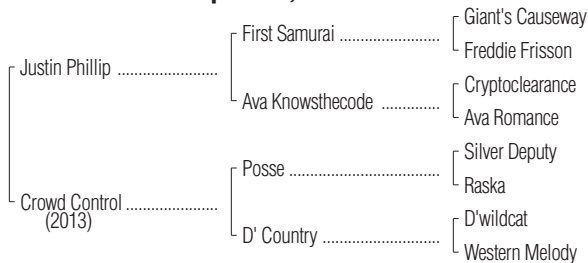 Giant's Causeway
First Samurai ......................
Freddie Frisson
Justin Phillip .......................
Cryptoclearance
Ava Knowsthecode .............
Ava Romance
Silver Deputy
Posse ..................................
Raska
Crowd Control .....................
(2013)
D'wildcat
D' Country ...........................
Western Melody